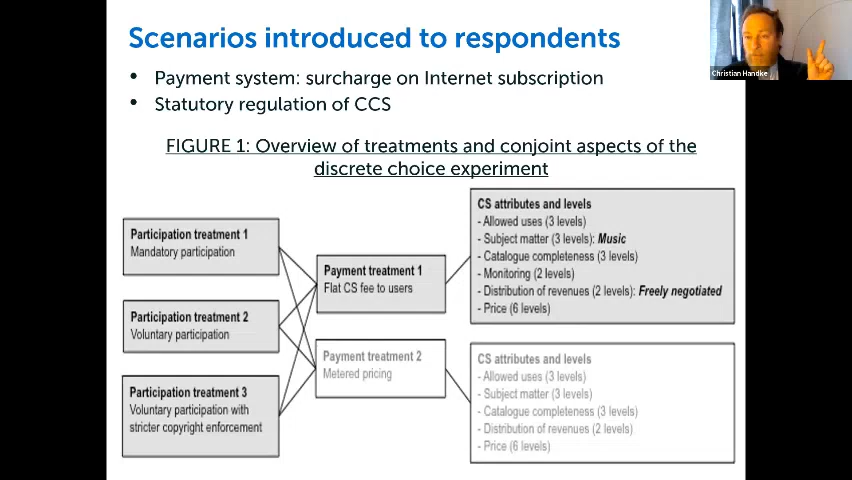 Scenarios introduced to respondents
• Payment system: surcharge on Internet subscription
• Statutory regulation of CCS
FIGURE 1: Overview of treatments and conjoint aspects of the
discrete choice experiment
Participation treatment 1
Mandatory participation
Participation treatment 2
Voluntary participation
Participation treatment 3
Voluntary participation with
stricter copyright enforcement
Payment treatment 1
Flat CS fee to users
Payment treatment 2
Metered pricing
CS attributes and levels
- Allowed uses (3 levels)
- Subject matter (3 levels): Music
- Catalogue completeness (3 levels)
- Monitoring (2 levels)
- Distribution of revenues (2 levels): Freely negotiated
- Price (6 levels)
CS attributes and levels
- Allowed uses (3 levels)
- Subject matter (3 levels)
- Catalogue completeness (3 levels)
- Distribution of revenues (2 levels)
- Price (6 levels)
Christian Handke